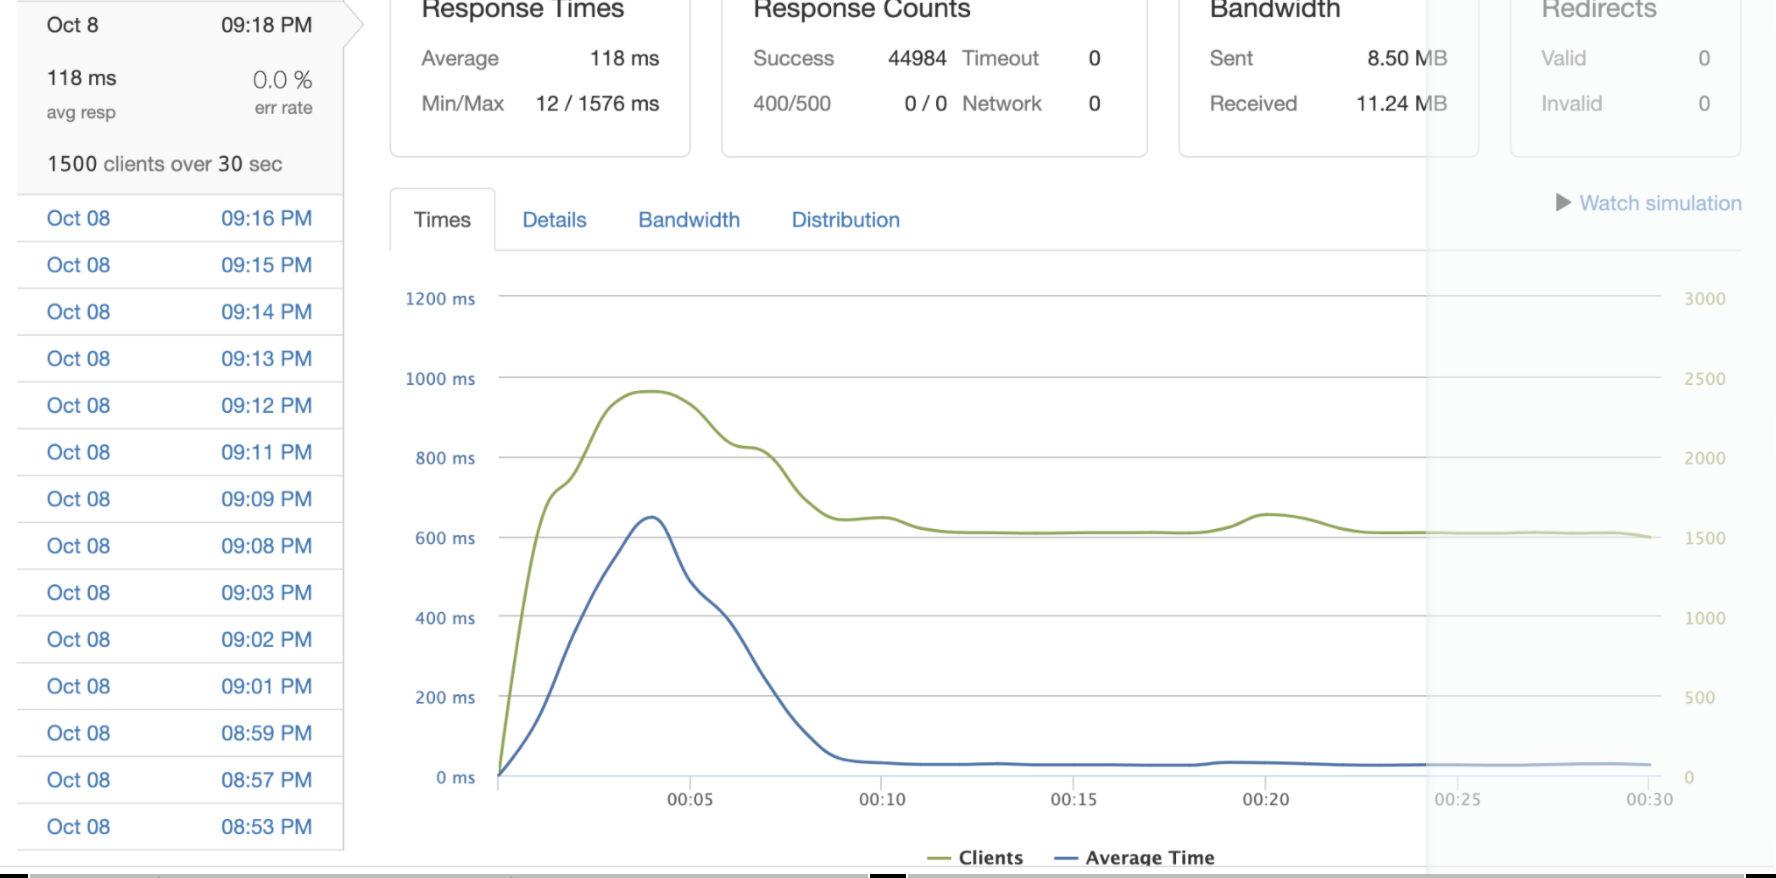 Oct 8 09:18 PM
118 ms 0.0 %
avg resp err rate
1500 clients over 30 sec
Oct 08 09:16 PM
Oct 08 09:15 PM
Oct 08 09:14 PM
Oct 08 09:13 PM
Oct 08 09:12 PM
Oct 08 09:11 PM
Oct 08 09:09 PM
Oct 08 09:08 PM
Oct 08 09:03 PM
Oct 08 09:02 PM
Oct 08 09:01 PM
Oct 08 08:59 PM
Oct 08 08:57 PM
Oct 08 08:53 PM
Response Times
Average 118 ms
Min/Max 12 / 1576 ms
Response Counts
Success 44984 Timeout 0
400/500 0 / 0 Network 0
Bandwidth
Sent 8.50 MB
Received 11.24 MB
Redirects
Valid 0
Invalid 0
Times Details Bandwidth Distribution
Watch simulation
1200 ms 3000
1000 ms 2500
800 ms 2000
600 ms 1500
400 ms 1000
200 ms 500
0 ms 0
00:05 00:10 00:15 00:20 00:25 00:30
Clients Average Time